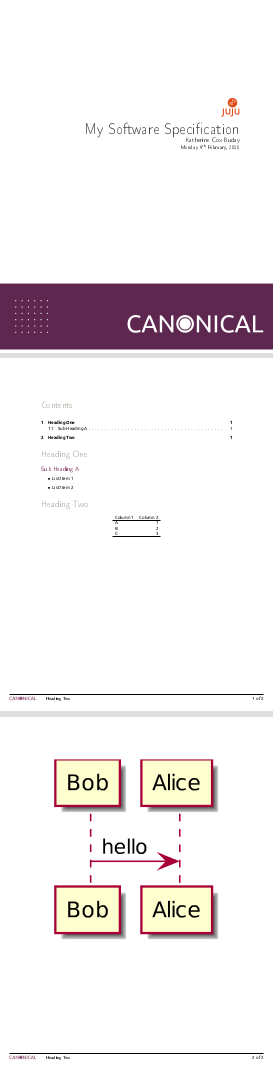 juju
My Software Specification
Katherine Cox-Buday
Monday 9th February, 2015
CANONICAL
Contents
1 Heading One 1
1.1 Sub Heading A . . . . . . . . . . . . . . . . . . . . . . . . . . . . . . . . . . . . . . . . 1
2 Heading Two 1
Heading One
Sub Heading A
• List Item 1
• List Item 2
Heading Two
Column 1 Column 2
A 1
B 2
C 3
CANONICAL Heading Two 1 of 2
Bob Alice
hello
Bob Alice
CANONICAL Heading Two 2 of 2